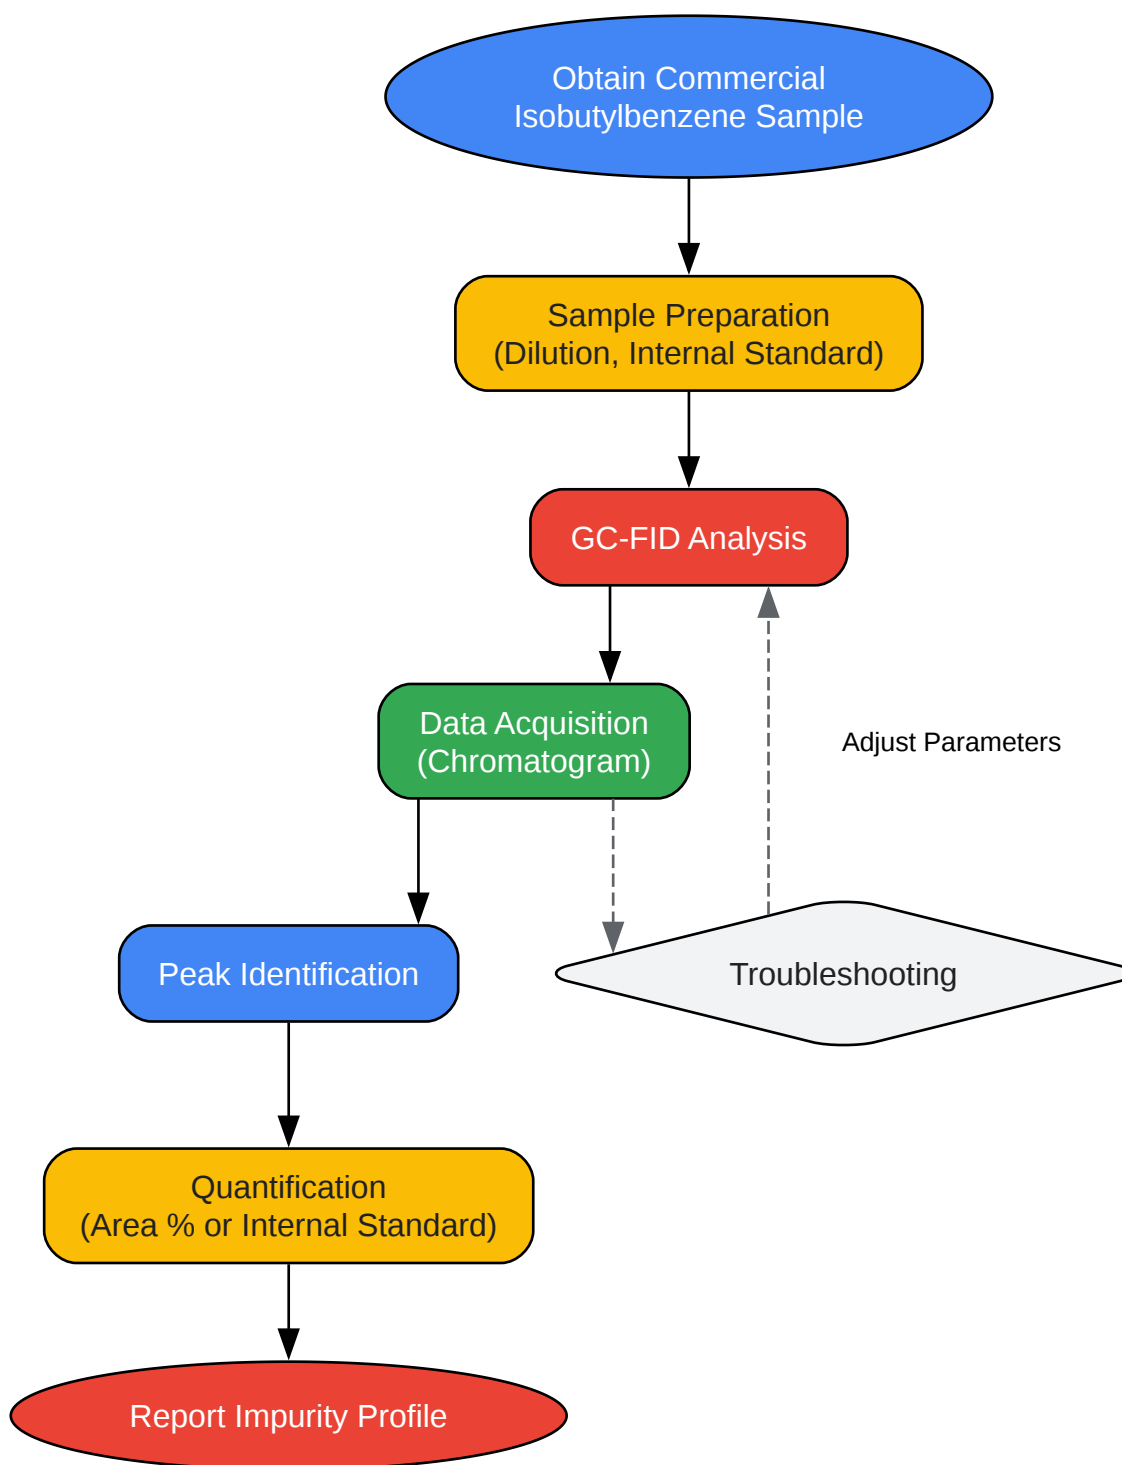 Obtain Commercial
Isobutylbenzene Sample
Sample Preparation
(Dilution, Internal Standard)
GC-FID Analysis
Data Acquisition
(Chromatogram)
Adjust Parameters
Peak Identification
Troubleshooting
Quantification
(Area % or Internal Standard)
Report Impurity Profile